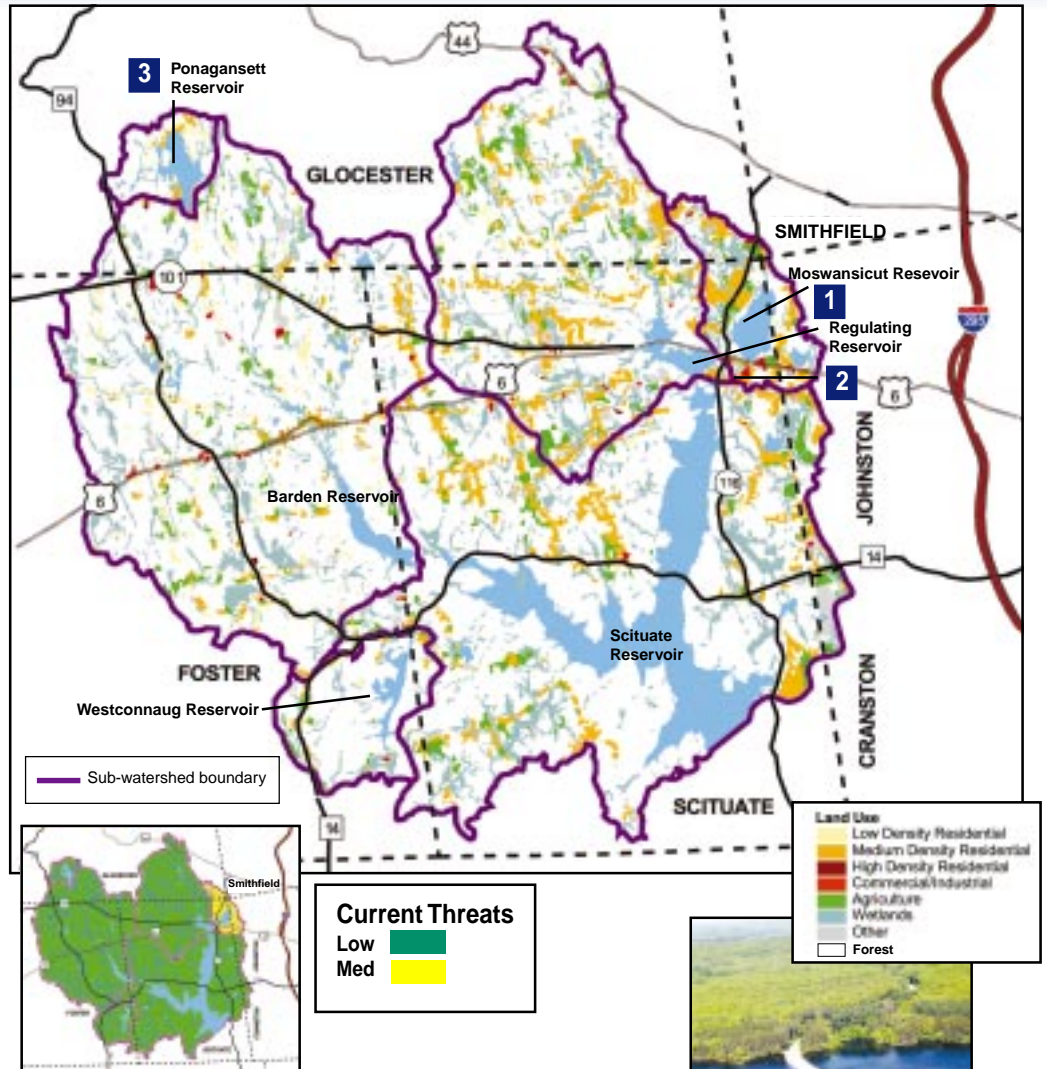 44
3 Ponagansett
Reservoir
94
GLOCESTER
SMITHFIELD
101
Moswansicut Resevoir
1
Regulating
Reservoir
2
6
6
JOHNSTON
Barden Reservoir
116
6
14
Scituate
Reservoir
FOSTER
Westconnaug Reservoir
CRANSTON
Sub-watershed boundary
SCITUATE
14
Land Use
Low Density Residential
Medium Density Residential
High Density Residential
Commercial/Industrial
Agriculture
Wetlands
Other
Forest
Smithfield
Current Threats
Low
Med